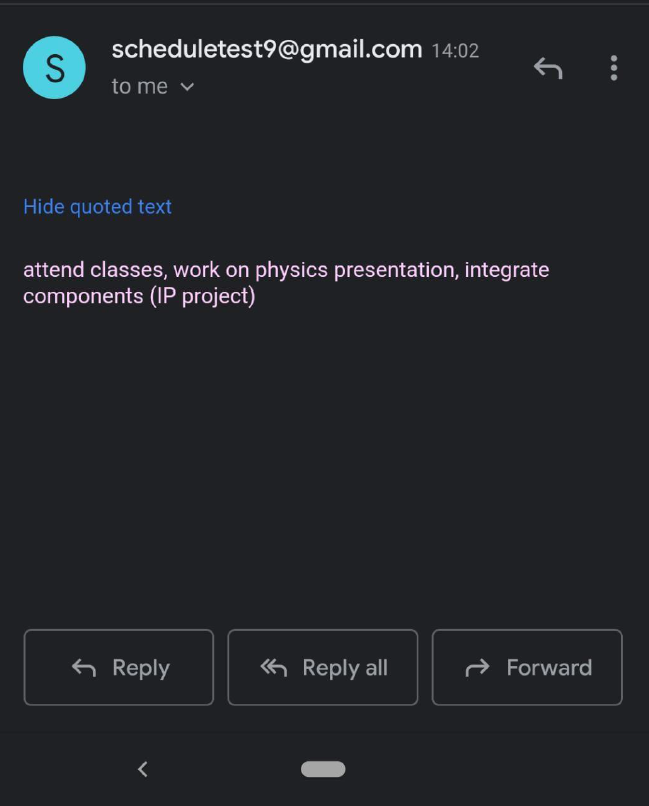 S
scheduletest9@gmail.com 14:02
to me
Hide quoted text
attend classes, work on physics presentation, integrate
components (IP project)
Reply Reply all Forward